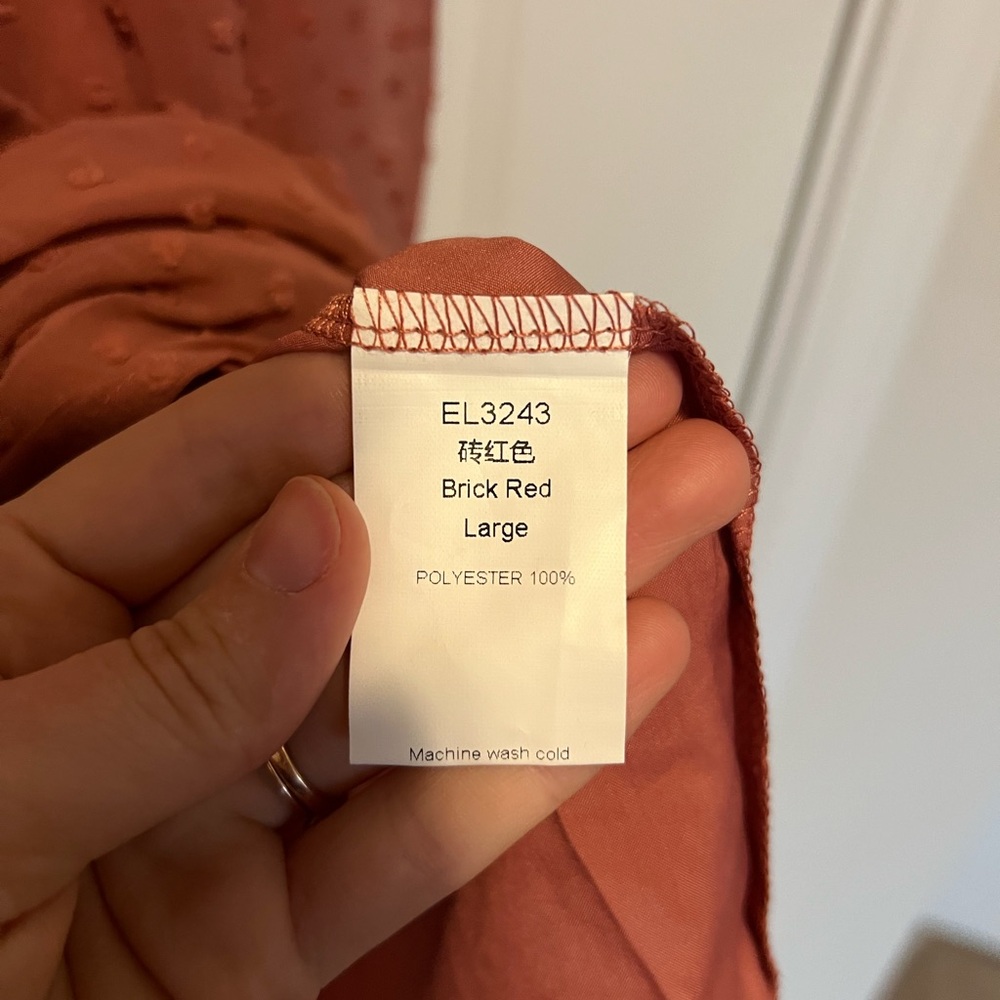 EL3243
砖红色
Brick Red
Large
POLYESTER 100%
Machine wash cold